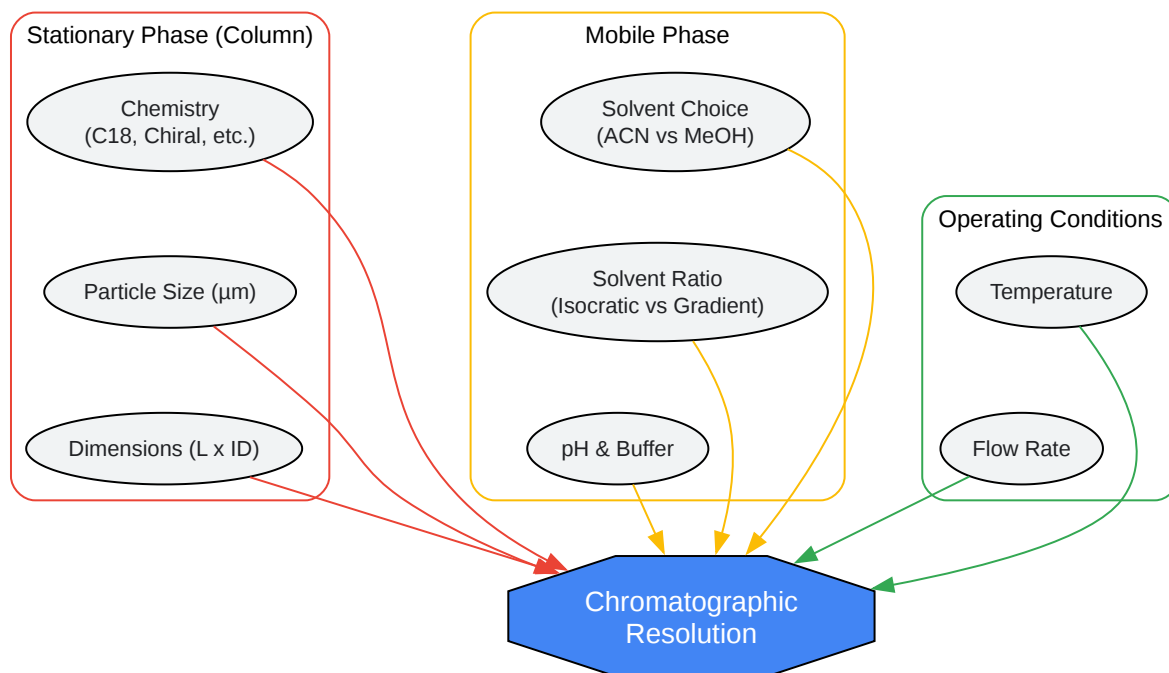 Stationary Phase (Column)
Chemistry
(C18, Chiral, etc.)
Particle Size (µm)
Dimensions (L x ID)
Mobile Phase
Solvent Choice
(ACN vs MeOH)
Solvent Ratio
(Isocratic vs Gradient)
pH & Buffer
Operating Conditions
Temperature
Flow Rate
Chromatographic
Resolution